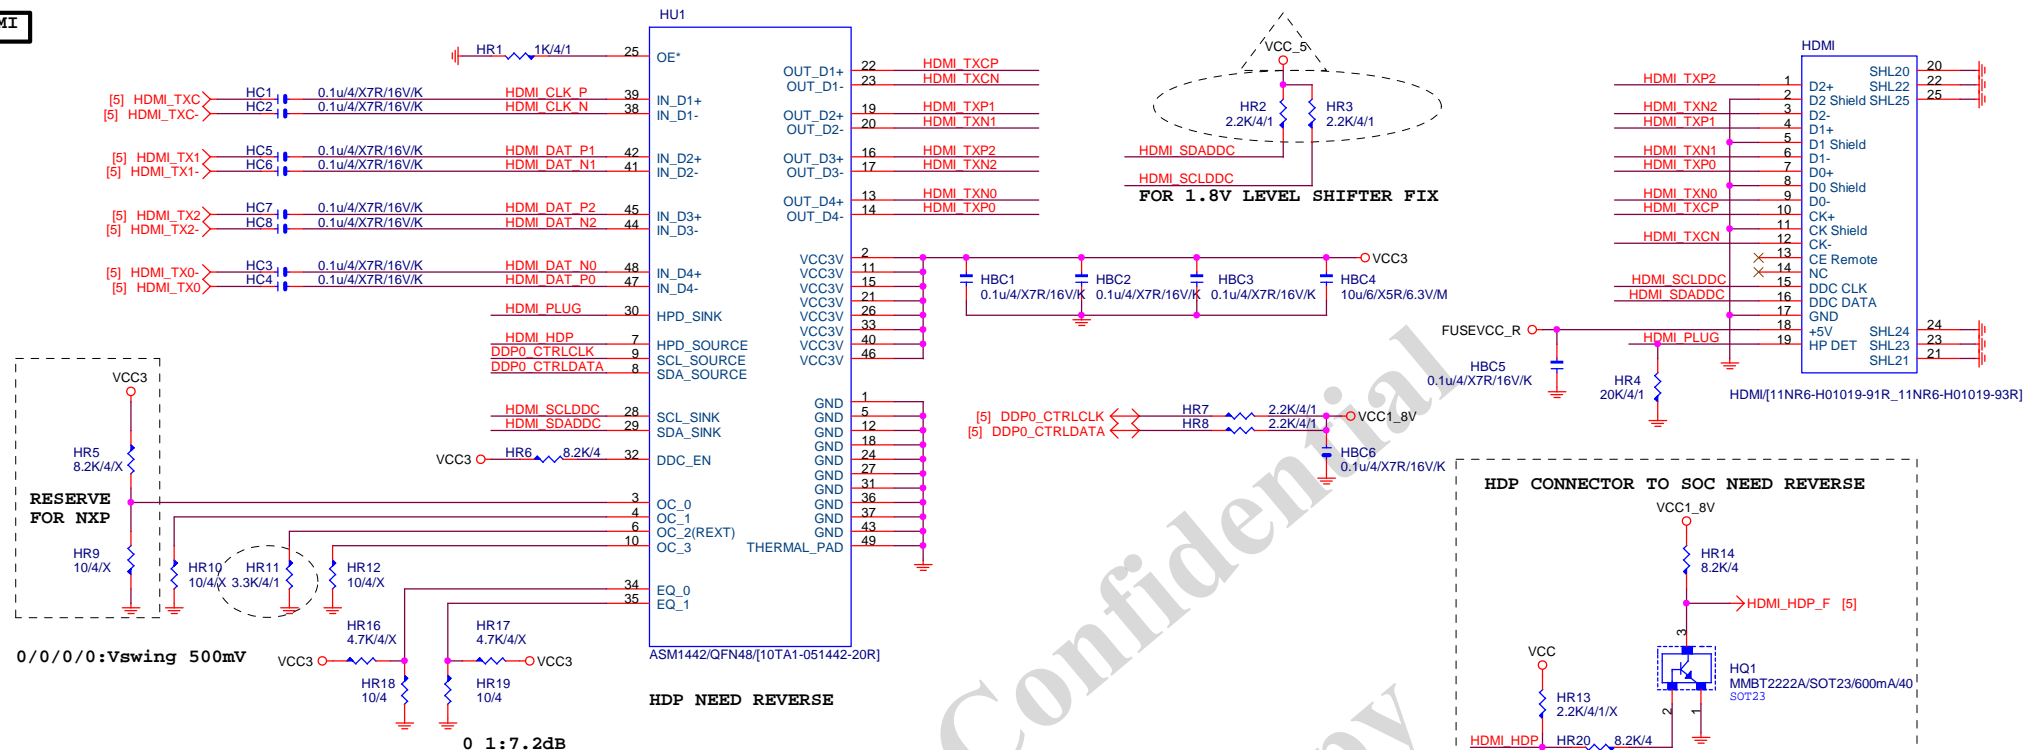 MI
HU1
HR1 1K/4/1 25 OE*
[5] HDMI_TXC HC1 0.1u/4/X7R/16V/K HDMI_CLK_P 39 IN_D1+
[5] HDMI_TXC- HC2 0.1u/4/X7R/16V/K HDMI_CLK_N 38 IN_D1-
[5] HDMI_TX1 HC5 0.1u/4/X7R/16V/K HDMI_DAT_P1 42 IN_D2+
[5] HDMI_TX1- HC6 0.1u/4/X7R/16V/K HDMI_DAT_N1 41 IN_D2-
[5] HDMI_TX2 HC7 0.1u/4/X7R/16V/K HDMI_DAT_P2 45 IN_D3+
[5] HDMI_TX2- HC8 0.1u/4/X7R/16V/K HDMI_DAT_N2 44 IN_D3-
[5] HDMI_TX0- HC3 0.1u/4/X7R/16V/K HDMI_DAT_N0 48 IN_D4+
[5] HDMI_TX0 HC4 0.1u/4/X7R/16V/K HDMI_DAT_P0 47 IN_D4-
HDMI_PLUG 30 HPD_SINK
HDMI_HDP 7 HPD_SOURCE
DDP0_CTRLCLK 9 SCL_SOURCE
DDP0_CTRLDATA 8 SDA_SOURCE
HDMI_SCLDDC 28 SCL_SINK
HDMI_SDADDC 29 SDA_SINK
VCC3 HR6 8.2K/4 32 DDC_EN
3 OC_0
4 OC_1
6 OC_2(REXT)
10 OC_3
34 EQ_0
35 EQ_1
VCC3
HR5
8.2K/4/X
RESERVE
FOR NXP
HR9
10/4/X
HR10
10/4/X
HR11
3.3K/4/1
HR12
10/4/X
0/0/0/0:Vswing 500mV
HR16
4.7K/4/X
VCC3
HR17
4.7K/4/X
VCC3
HR18
10/4
HR19
10/4
0 1:7.2dB
OUT_D1+ 22 HDMI_TXCP
OUT_D1- 23 HDMI_TXCN
OUT_D2+ 19 HDMI_TXP1
OUT_D2- 20 HDMI_TXN1
OUT_D3+ 16 HDMI_TXP2
OUT_D3- 17 HDMI_TXN2
OUT_D4+ 13 HDMI_TXN0
OUT_D4- 14 HDMI_TXP0
VCC3V 2
VCC3V 11
VCC3V 15
VCC3V 21
VCC3V 26
VCC3V 33
VCC3V 40
VCC3V 46
GND 1
GND 5
GND 12
GND 18
GND 24
GND 27
GND 31
GND 36
GND 37
GND 43
THERMAL_PAD 49
ASM1442/QFN48/[10TA1-051442-20R]
HDP NEED REVERSE
VCC3
HBC1
0.1u/4/X7R/16V/K
HBC2
0.1u/4/X7R/16V/K
HBC3
0.1u/4/X7R/16V/K
HBC4
10u/6/X5R/6.3V/M
VCC_5
HR2
2.2K/4/1
HR3
2.2K/4/1
HDMI_SDADDC
HDMI_SCLDDC
FOR 1.8V LEVEL SHIFTER FIX
[5] DDP0_CTRLCLK HR7 2.2K/4/1 VCC1_8V
[5] DDP0_CTRLDATA HR8 2.2K/4/1
HBC6
0.1u/4/X7R/16V/K
HDMI
HDMI_TXP2 1 D2+
2 D2 Shield
HDMI_TXN2 3 D2-
HDMI_TXP1 4 D1+
5 D1 Shield
HDMI_TXN1 6 D1-
HDMI_TXP0 7 D0+
8 D0 Shield
HDMI_TXN0 9 D0-
HDMI_TXCP 10 CK+
11 CK Shield
HDMI_TXCN 12 CK-
13 CE Remote
14 NC
HDMI_SCLDDC 15 DDC CLK
HDMI_SDADDC 16 DDC DATA
17 GND
FUSEVCC_R 18 +5V
HDMI_PLUG 19 HP DET
SHL20 20
SHL22 22
SHL25 25
SHL24 24
SHL23 23
SHL21 21
HBC5
0.1u/4/X7R/16V/K
HR4
20K/4/1
HDMI/[11NR6-H01019-91R_11NR6-H01019-93R]
HDP CONNECTOR TO SOC NEED REVERSE
VCC1_8V
HR14
8.2K/4
HDMI_HDP_F [5]
3
VCC
HQ1
MMBT2222A/SOT23/600mA/40
SOT23
HR13
2.2K/4/1/X
2
1
HDMI_HDP HR20 8.2K/4
Confidential